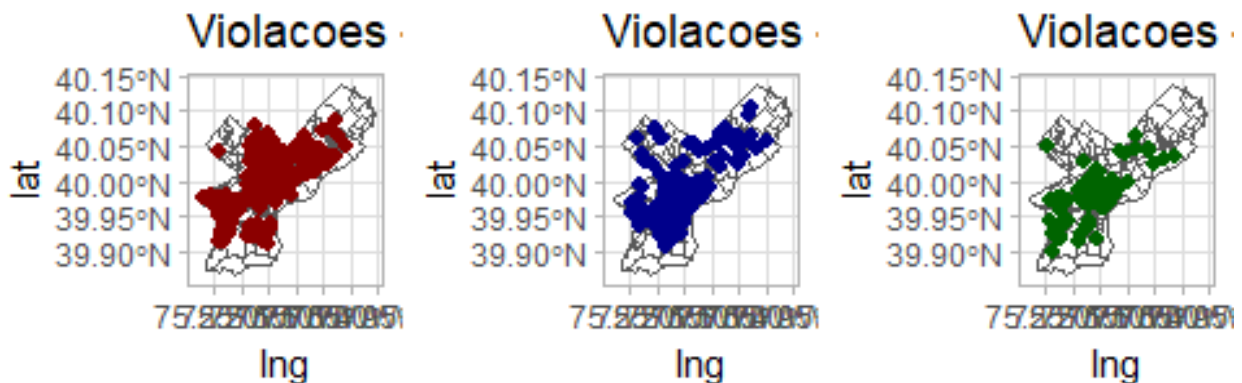 Violacoes - Violacoes - Violacoes -
40.15°N 40.15°N 40.15°N
40.10°N 40.10°N 40.10°N
40.05°N 40.05°N 40.05°N
40.00°N 40.00°N 40.00°N
39.95°N 39.95°N 39.95°N
39.90°N 39.90°N 39.90°N
lat lat lat
lng lng lng